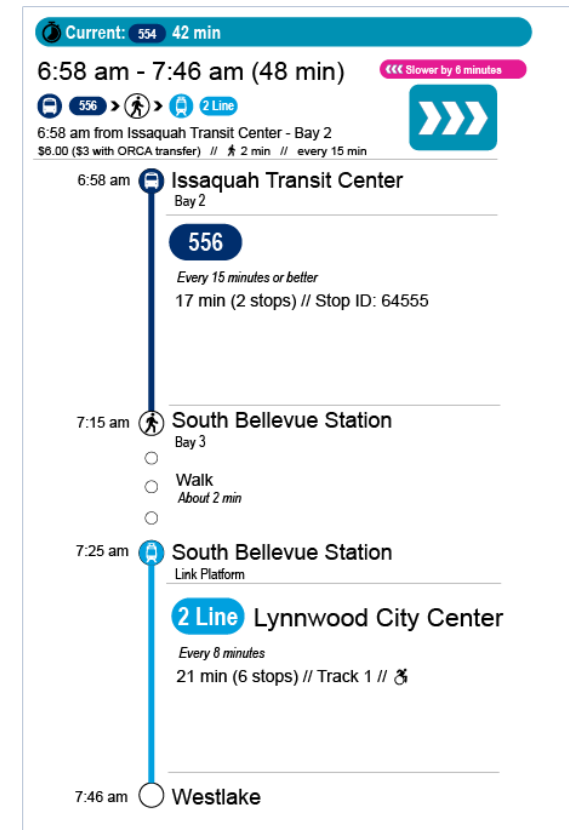 Current: 554 42 min
6:58 am - 7:46 am (48 min)
Slower by 6 minutes
556 > > 2 Line
6:58 am from Issaquah Transit Center - Bay 2
$6.00 ($3 with ORCA transfer) // 2 min // every 15 min
6:58 am Issaquah Transit Center
Bay 2
556
Every 15 minutes or better
17 min (2 stops) // Stop ID: 64555
7:15 am South Bellevue Station
Bay 3
Walk
About 2 min
7:25 am South Bellevue Station
Link Platform
2 Line Lynnwood City Center
Every 8 minutes
21 min (6 stops) // Track 1 //
7:46 am Westlake